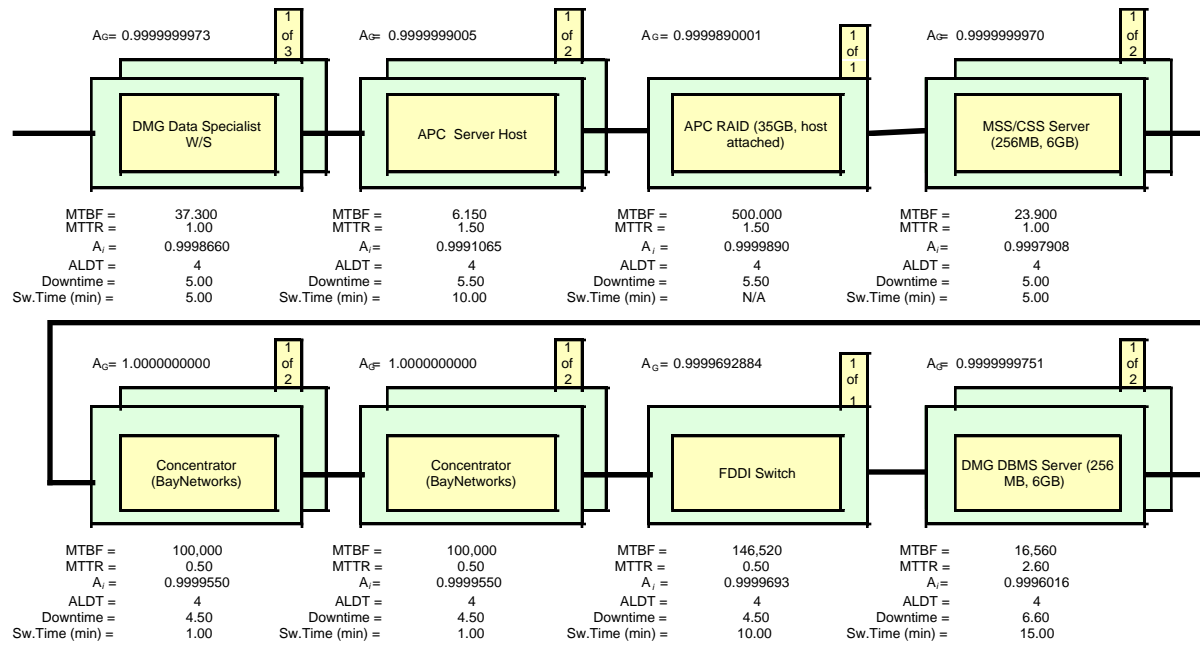 AG= 0.9999999973
1
of
3
AG= 0.9999999005
1
of
2
AG= 0.9999890001
1
of
1
AG= 0.9999999970
1
of
2
DMG Data Specialist
W/S
APC Server Host
APC RAID (35GB, host
attached)
MSS/CSS Server
(256MB, 6GB)
MTBF = 37.300
MTTR = 1.00
Ai = 0.9998660
ALDT = 4
Downtime = 5.00
Sw.Time (min) = 5.00
MTBF = 6.150
MTTR = 1.50
Ai = 0.9991065
ALDT = 4
Downtime = 5.50
Sw.Time (min) = 10.00
MTBF = 500.000
MTTR = 1.50
Ai = 0.9999890
ALDT = 4
Downtime = 5.50
Sw.Time (min) = N/A
MTBF = 23.900
MTTR = 1.00
Ai = 0.9997908
ALDT = 4
Downtime = 5.00
Sw.Time (min) = 5.00
AG= 1.0000000000
1
of
2
AG= 1.0000000000
1
of
2
AG= 0.9999692884
1
of
1
AG= 0.9999999751
1
of
2
Concentrator
(BayNetworks)
Concentrator
(BayNetworks)
FDDI Switch
DMG DBMS Server (256
MB, 6GB)
MTBF = 100,000
MTTR = 0.50
Ai = 0.9999550
ALDT = 4
Downtime = 4.50
Sw.Time (min) = 1.00
MTBF = 100,000
MTTR = 0.50
Ai = 0.9999550
ALDT = 4
Downtime = 4.50
Sw.Time (min) = 1.00
MTBF = 146,520
MTTR = 0.50
Ai = 0.9999693
ALDT = 4
Downtime = 4.50
Sw.Time (min) = 10.00
MTBF = 16,560
MTTR = 2.60
Ai = 0.9996016
ALDT = 4
Downtime = 6.60
Sw.Time (min) = 15.00